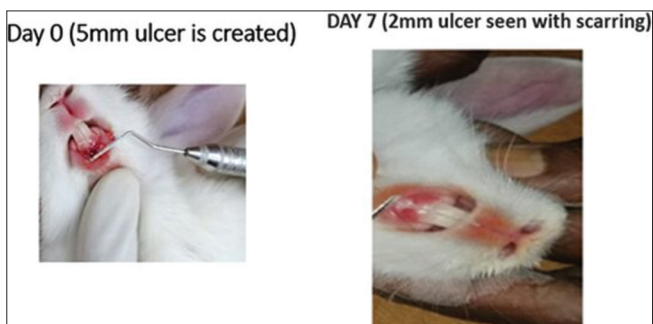 Day 0 (5mm ulcer is created)
DAY 7 (2mm ulcer seen with scarring)